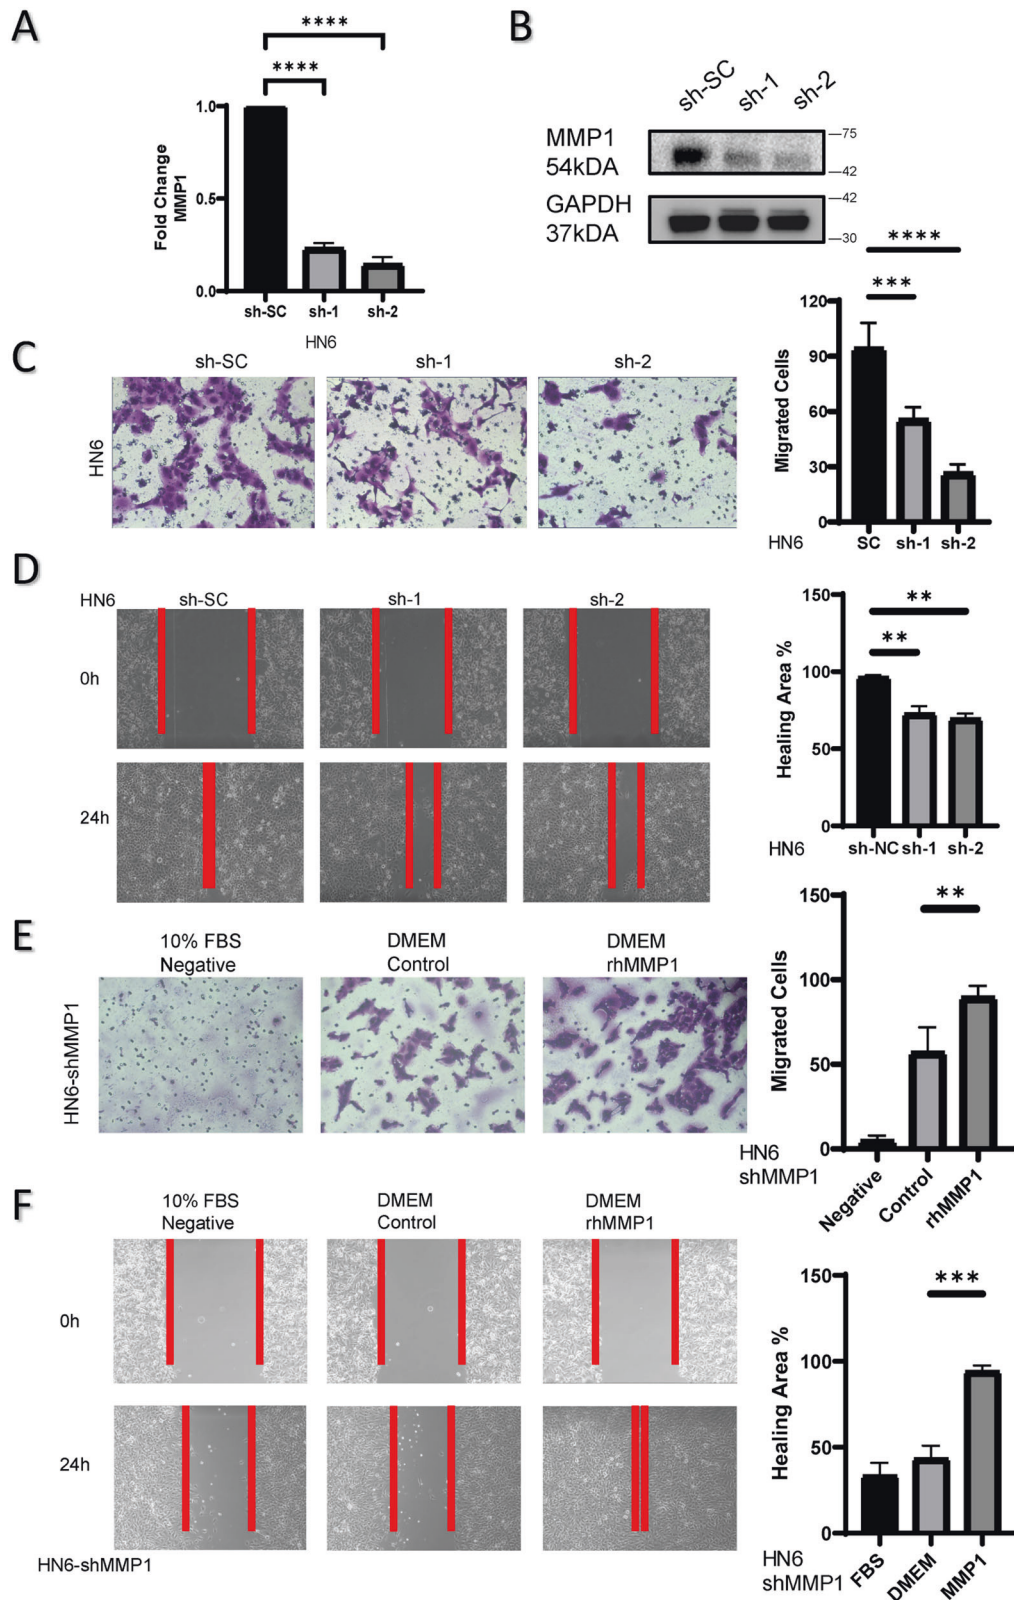 A
****
****
1.0
0.5
0.0
Fold Change
MMP1
sh-SC
sh-1
sh-2
HN6
B
sh-SC
sh-1
sh-2
MMP1
54kDA
75
42
GAPDH
37kDA
42
30
C
sh-SC
sh-1
sh-2
HN6
****
***
120
90
60
30
0
Migrated Cells
HN6
SC
sh-1
sh-2
D
HN6
sh-SC
sh-1
sh-2
0h
24h
**
**
150
100
50
0
Healing Area %
HN6
sh-NC
sh-1
sh-2
E
10% FBS
Negative
DMEM
Control
DMEM
rhMMP1
HN6-shMMP1
**
150
100
50
0
Migrated Cells
HN6
shMMP1
Negative
Control
rhMMP1
F
10% FBS
Negative
DMEM
Control
DMEM
rhMMP1
0h
24h
HN6-shMMP1
***
150
100
50
0
Healing Area %
HN6
shMMP1
FBS
DMEM
MMP1